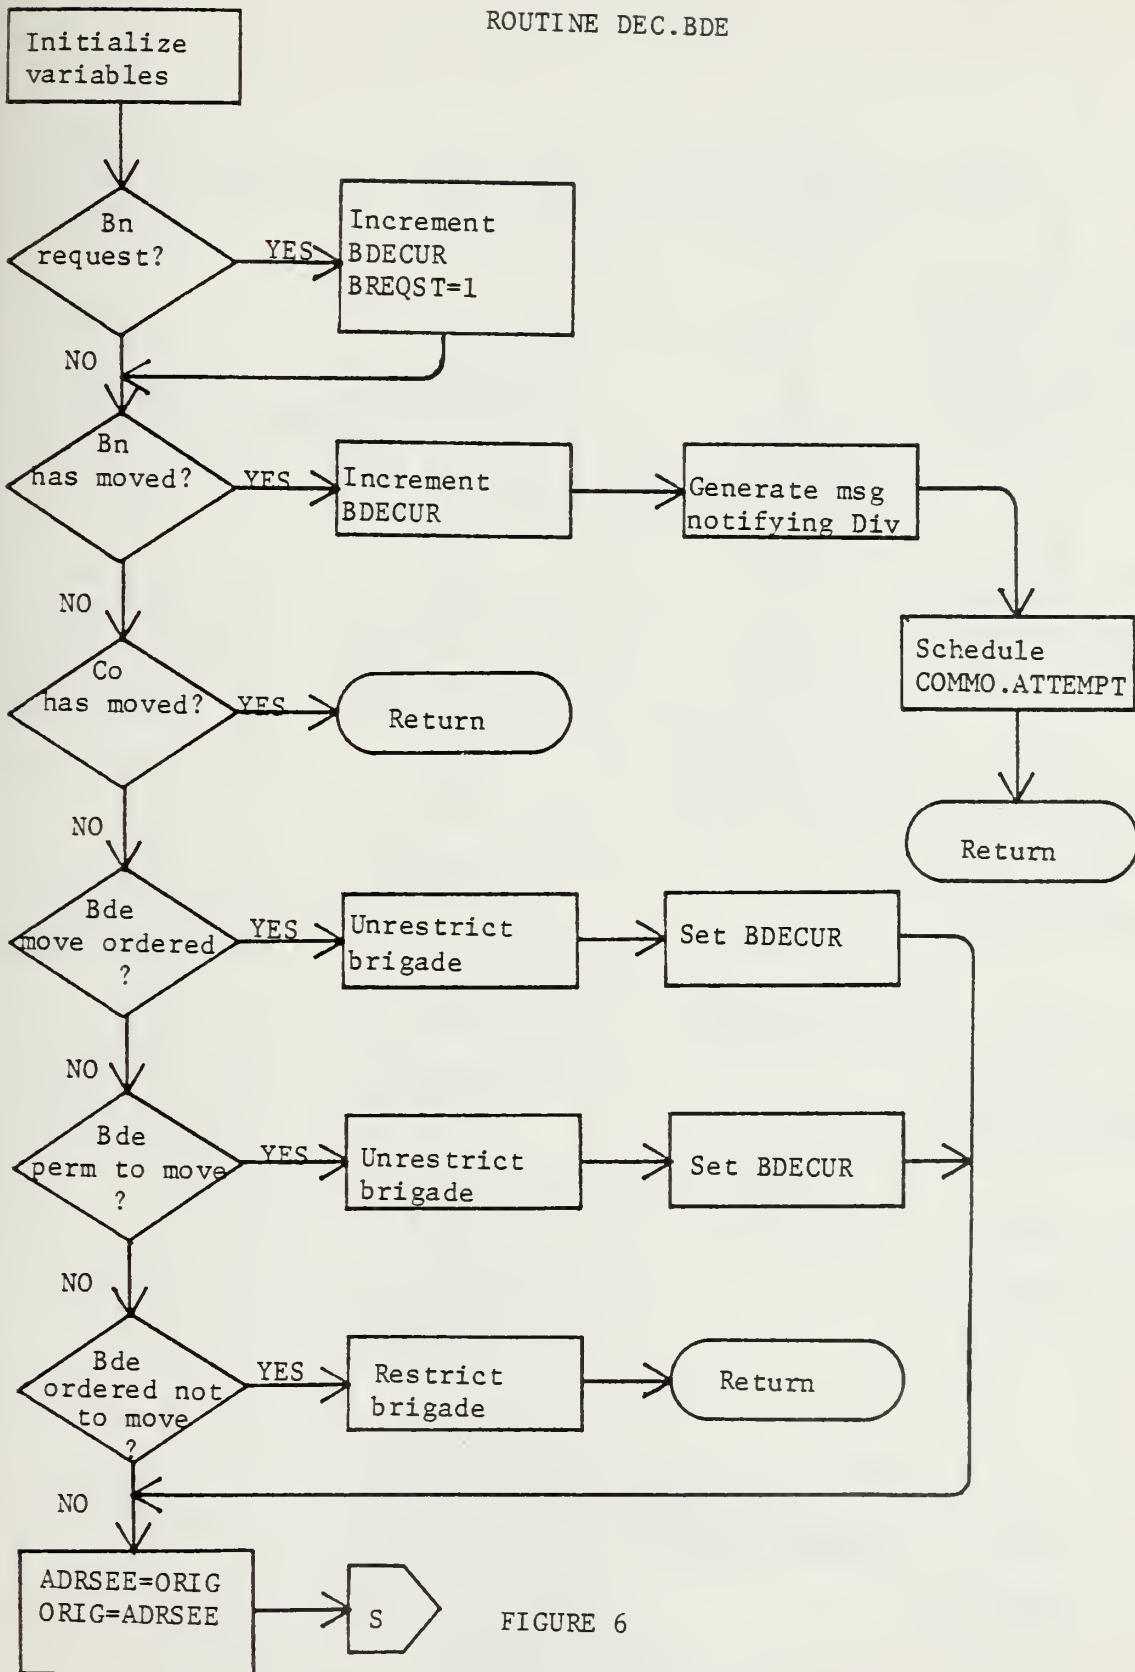 ROUTINE DEC.BDE
Initialize
variables
Bn
request?
YES
Increment
BDECUR
BREQST=1
NO
Bn
has moved?
YES
Increment
BDECUR
Generate msg
notifying Div
Schedule
COMMO.ATTEMPT
Return
NO
Co
has moved?
YES
Return
NO
Bde
move ordered
?
YES
Unrestrict
brigade
Set BDECUR
NO
Bde
perm to move
?
YES
Unrestrict
brigade
Set BDECUR
NO
Bde
ordered not
to move
?
YES
Restrict
brigade
Return
NO
ADRSEE=ORIG
ORIG=ADRSEE
S
FIGURE 6